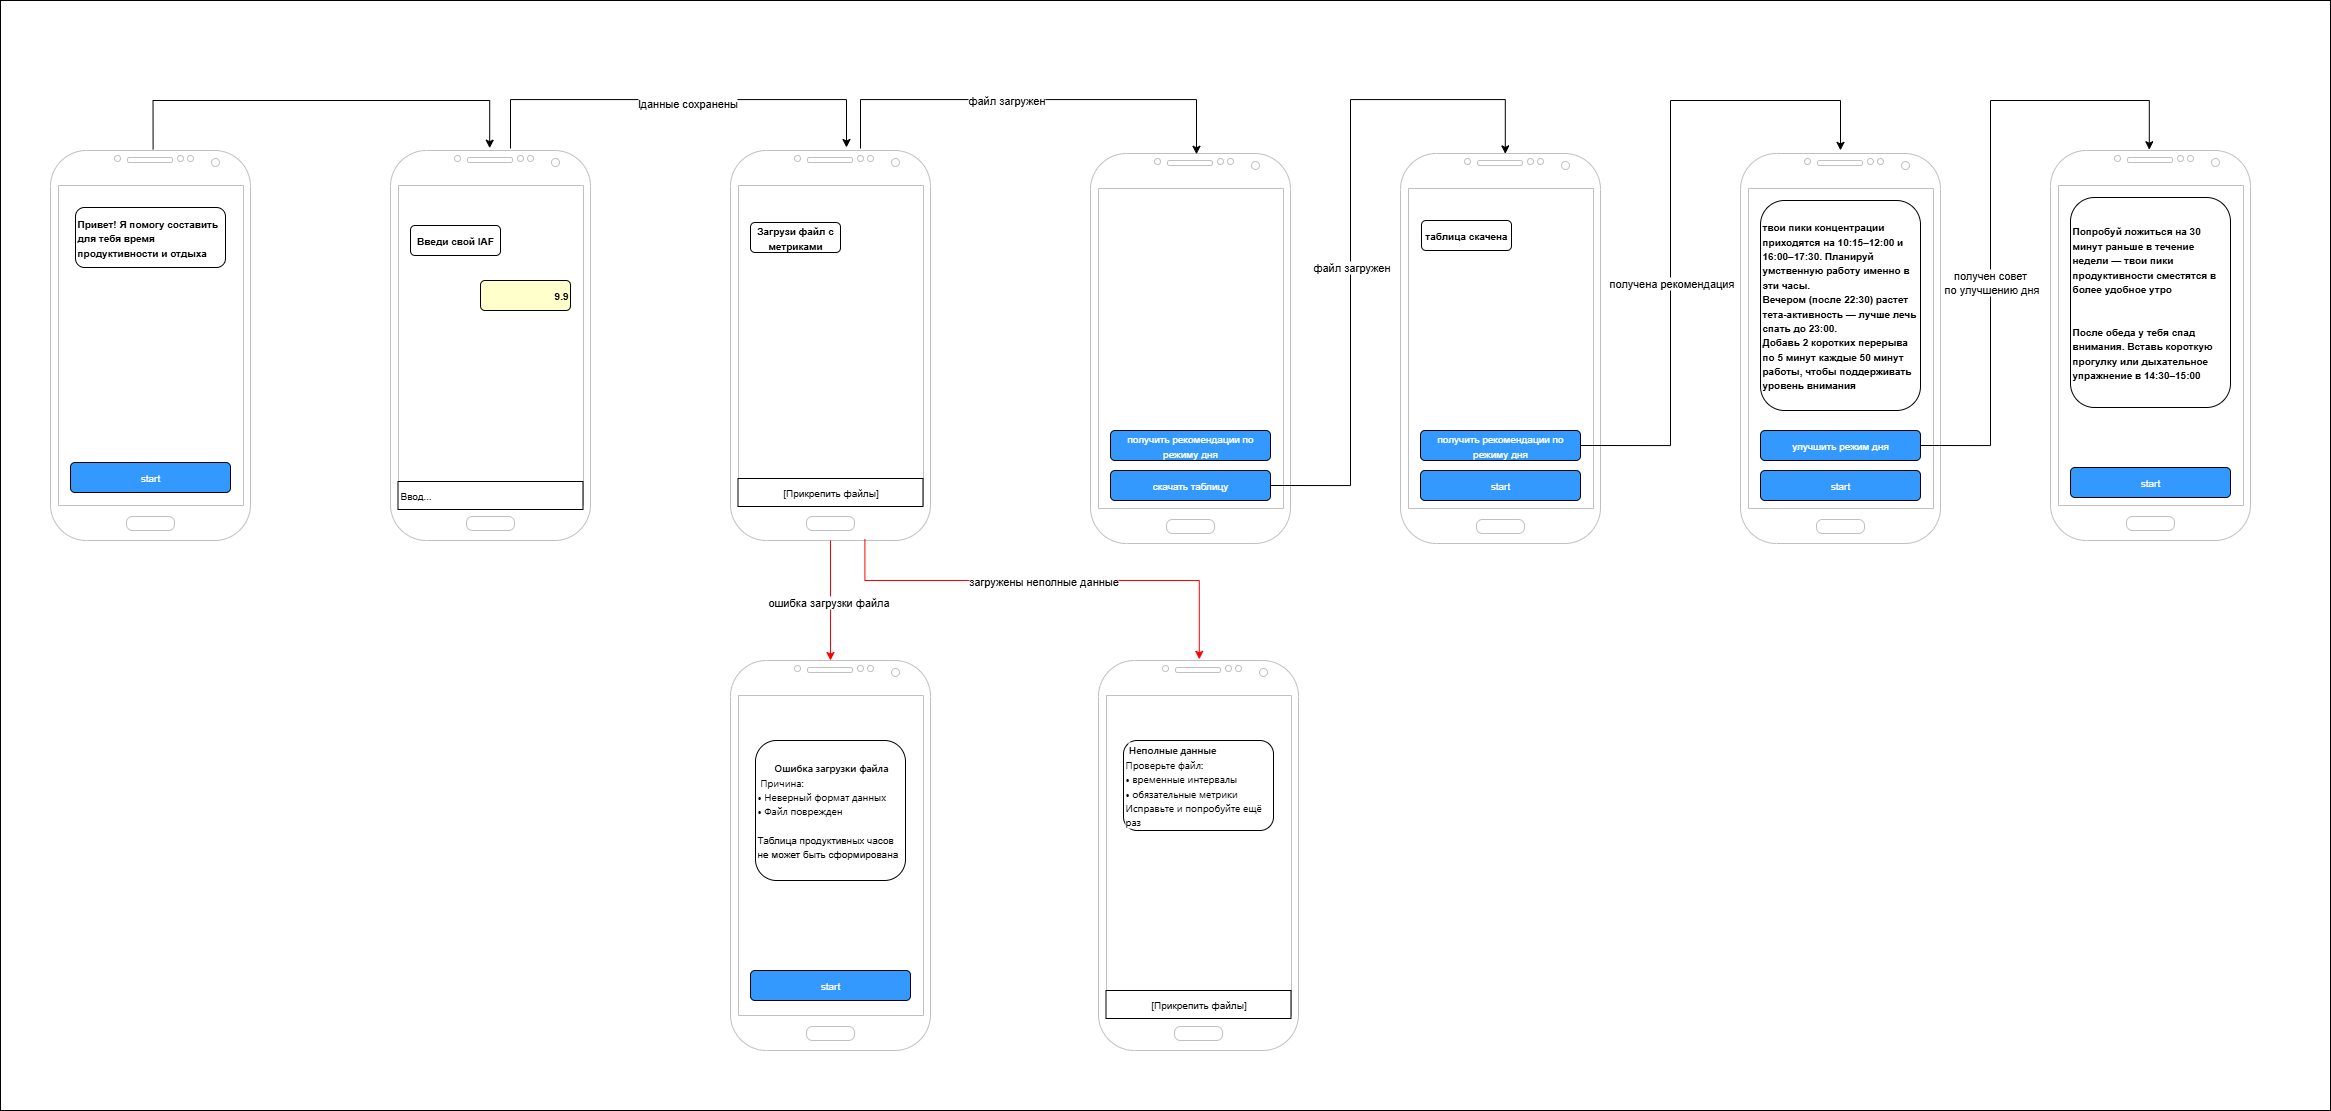 Iданные сохранены
файл загружен
Привет! Я помогу составить
для тебя время
продуктивности и отдыха
start
Введи свой IAF
9.9
Ввод...
Загрузи файл с
метриками
[Прикрепить файлы]
получить рекомендации по
режиму дня
скачать таблицу
файл загружен
таблица скачена
получить рекомендации по
режиму дня
start
получена рекомендация
твои пики концентрации
приходятся на 10:15–12:00 и
16:00–17:30. Планируй
умственную работу именно в
эти часы.
Вечером (после 22:30) растет
тета-активность — лучше лечь
спать до 23:00.
Добавь 2 коротких перерыва
по 5 минут каждые 50 минут
работы, чтобы поддерживать
уровень внимания
улучшить режим дня
start
получен совет
по улучшению дня
Попробуй ложиться на 30
минут раньше в течение
недели — твои пики
продуктивности сместятся в
более удобное утро
После обеда у тебя спад
внимания. Вставь короткую
прогулку или дыхательное
упражнение в 14:30–15:00
start
ошибка загрузки файла
загружены неполные данные
Ошибка загрузки файла
Причина:
• Неверный формат данных
• Файл поврежден
Таблица продуктивных часов
не может быть сформирована
start
Неполные данные
Проверьте файл:
• временные интервалы
• обязательные метрики
Исправьте и попробуйте ещё
раз
[Прикрепить файлы]